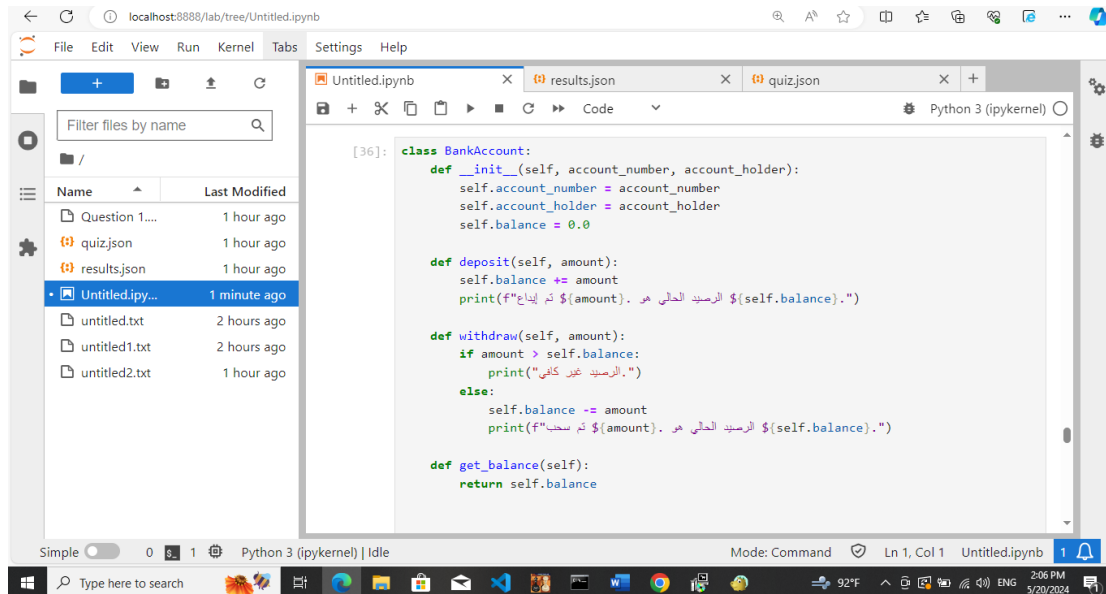 localhost:8888/lab/tree/Untitled.ipynb
File Edit View Run Kernel Tabs Settings Help
Untitled.ipynb
results.json
quiz.json
Code
Python 3 (ipykernel)
Filter files by name
/
Name Last Modified
Question 1.... 1 hour ago
quiz.json 1 hour ago
results.json 1 hour ago
Untitled.ipy... 1 minute ago
untitled.txt 2 hours ago
untitled1.txt 2 hours ago
untitled2.txt 1 hour ago
[36]: class BankAccount:
def __init__(self, account_number, account_holder):
self.account_number = account_number
self.account_holder = account_holder
self.balance = 0.0
def deposit(self, amount):
self.balance += amount
print(f"تم إيداع ${amount}. الرصيد الحالي هو ${self.balance}.")
def withdraw(self, amount):
if amount > self.balance:
print("الرصيد غير كافي.")
else:
self.balance -= amount
print(f"تم سحب ${amount}. الرصيد الحالي هو ${self.balance}.")
def get_balance(self):
return self.balance
Simple 0 1 Python 3 (ipykernel) | Idle Mode: Command Ln 1, Col 1 Untitled.ipynb 1
Type here to search
92°F ENG 2:06 PM
5/20/2024